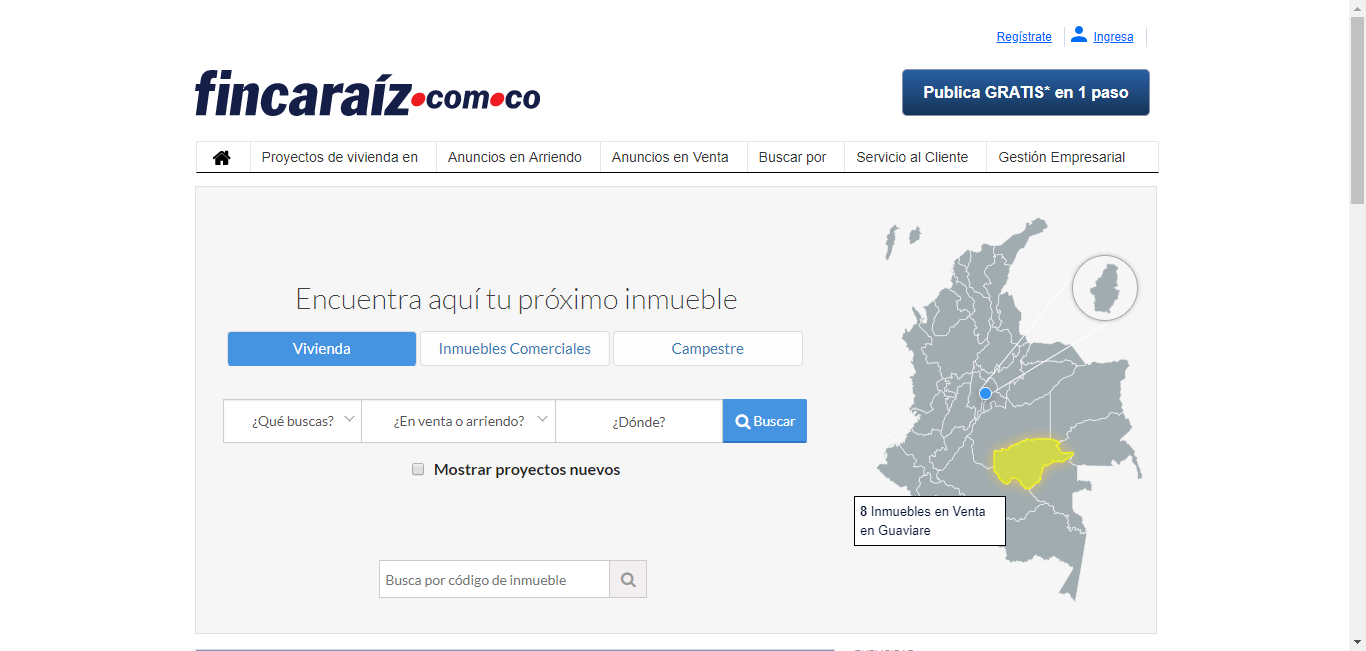 Regístrate
Ingresa
fincaraíz.com.co
Publica GRATIS* en 1 paso
Proyectos de vivienda en
Anuncios en Arriendo
Anuncios en Venta
Buscar por
Servicio al Cliente
Gestión Empresarial
Encuentra aquí tu próximo inmueble
Vivienda
Inmuebles Comerciales
Campestre
¿Qué buscas?
¿En venta o arriendo?
¿Dónde?
Buscar
Mostrar proyectos nuevos
8 Inmuebles en Venta
en Guaviare
Busca por código de inmueble